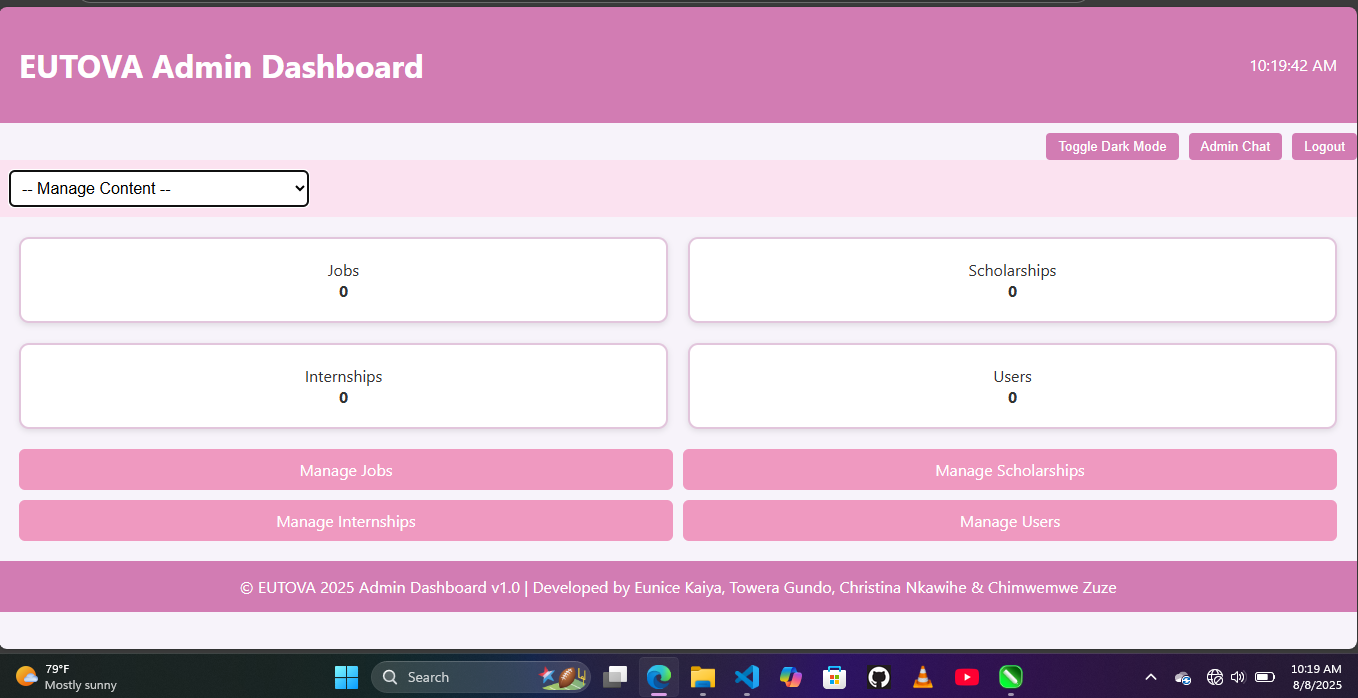 EUTOVA Admin Dashboard
10:19:42 AM
Toggle Dark Mode
Admin Chat
Logout
-- Manage Content --
Jobs
0
Scholarships
0
Internships
0
Users
0
Manage Jobs
Manage Scholarships
Manage Internships
Manage Users
© EUTOVA 2025 Admin Dashboard v1.0 | Developed by Eunice Kaiya, Towera Gundo, Christina Nkawihe & Chimwemwe Zuze
79°F
Mostly sunny
Search
10:19 AM
8/8/2025